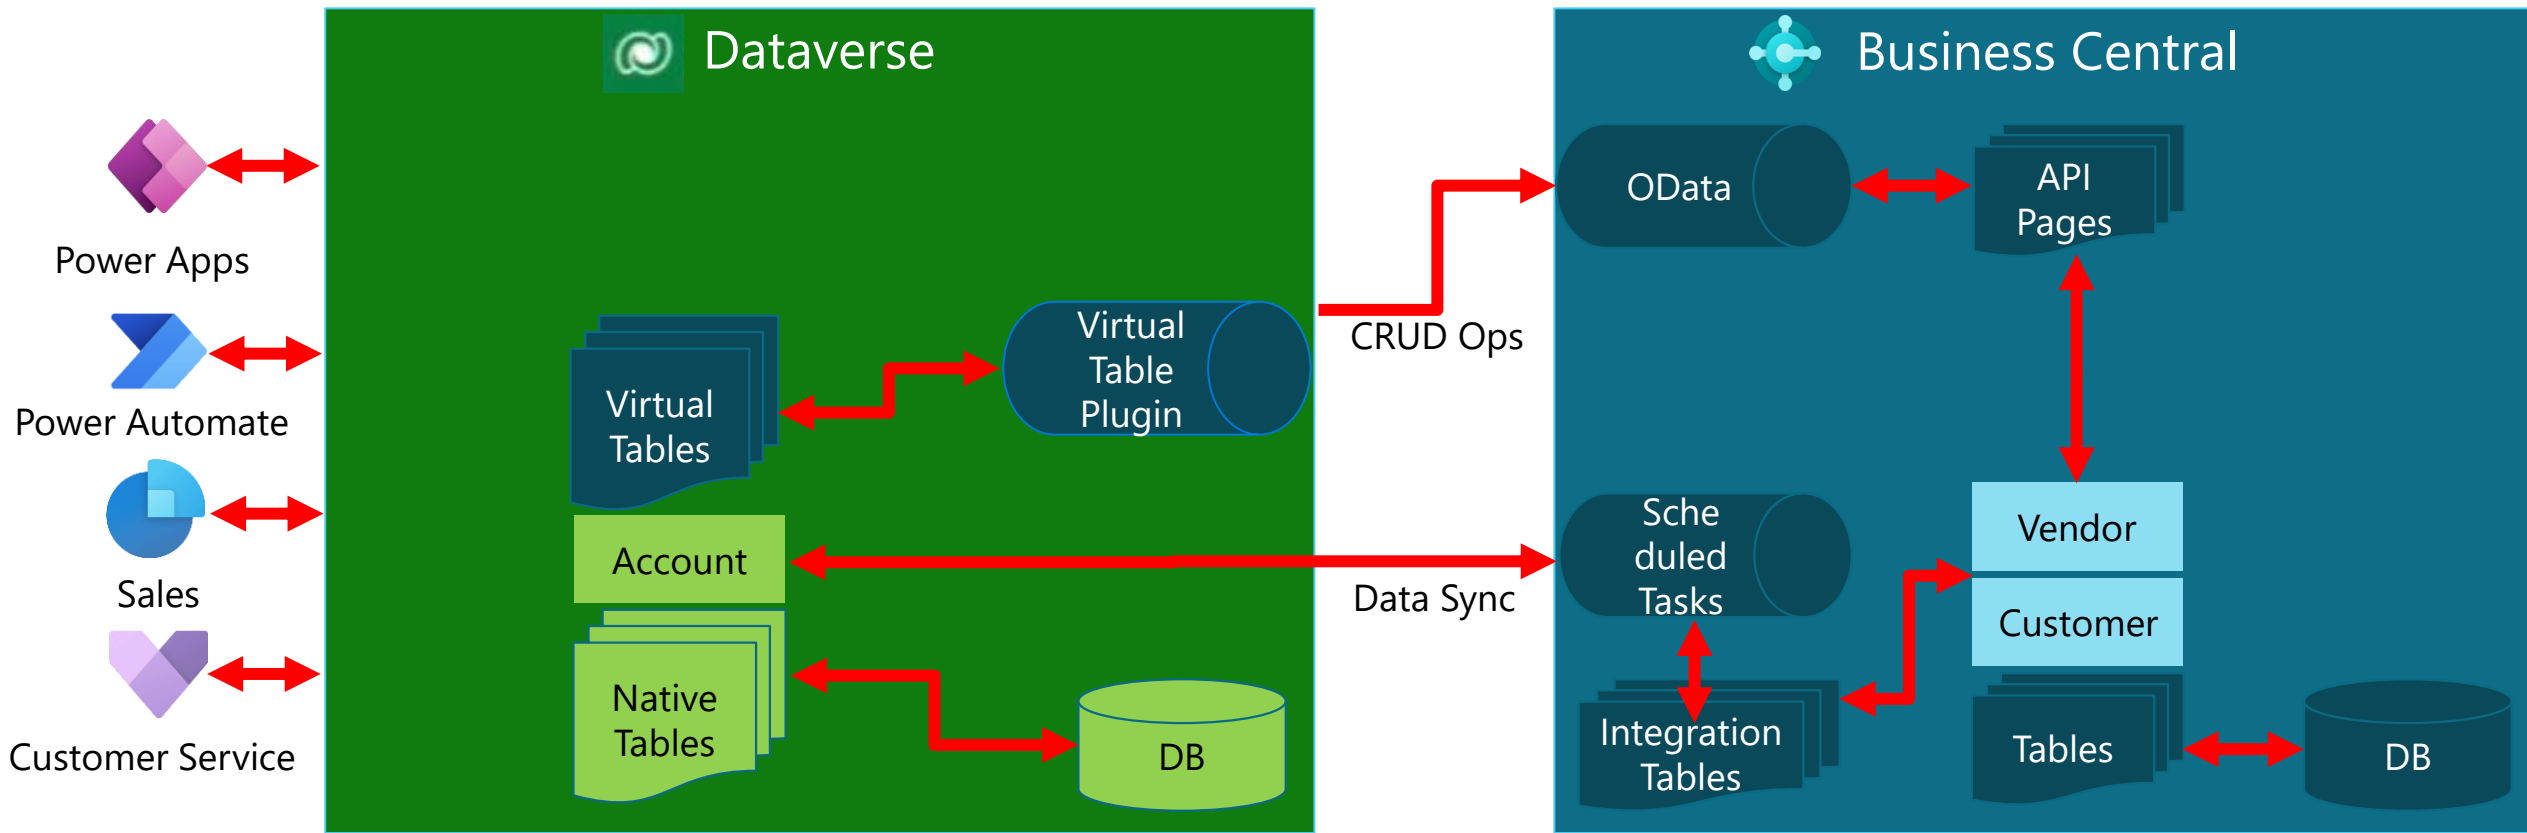 Dataverse
Business Central
Power Apps
Power Automate
Sales
Customer Service
Virtual
Tables
Virtual
Table
Plugin
Account
Native
Tables
DB
CRUD Ops
Data Sync
OData
API
Pages
Sche
duled
Tasks
Vendor
Customer
Integration
Tables
Tables
DB